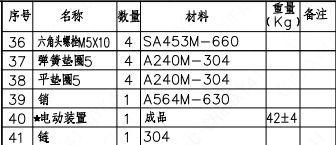 序号 名称 数量 材料 重量(Kg) 备注
36 六角头螺栓M5X10 4 SA453M-660
37 弹簧垫圈5 4 A240M-304
38 平垫圈5 4 A240M-304
39 销 1 A564M-630
40 *电动装置 1 成品 42±4
41 链 1 304